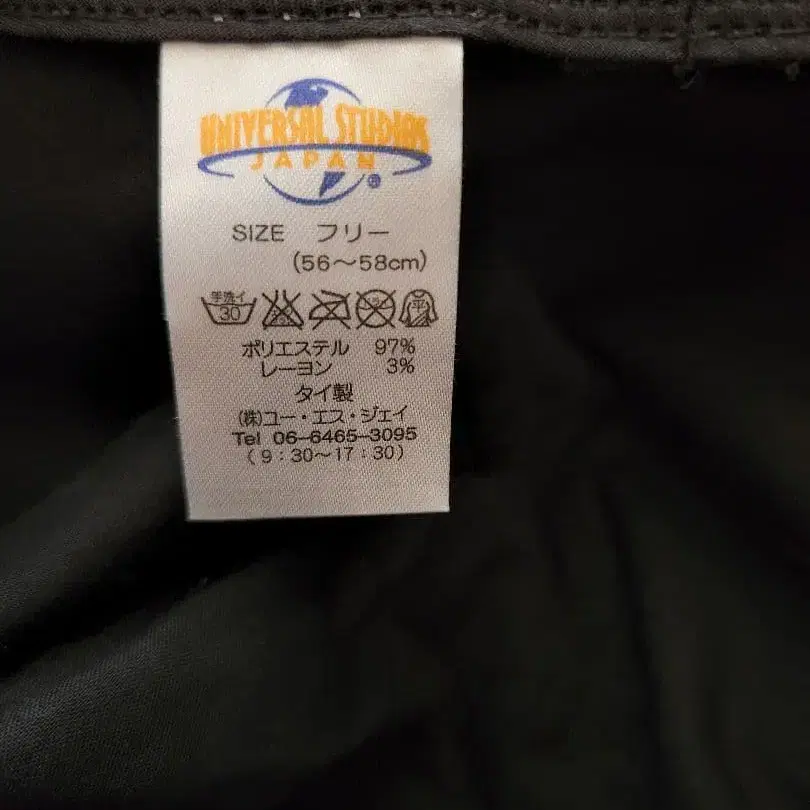 UNIVERSAL STUDIOS
JAPAN
®
SIZE フリー
(56〜58cm)
手洗イ
30
平
ポリエステル 97%
レーヨン 3%
タイ製
(株)ユー・エス・ジェイ
Tel 06-6465-3095
(9:30〜17:30)